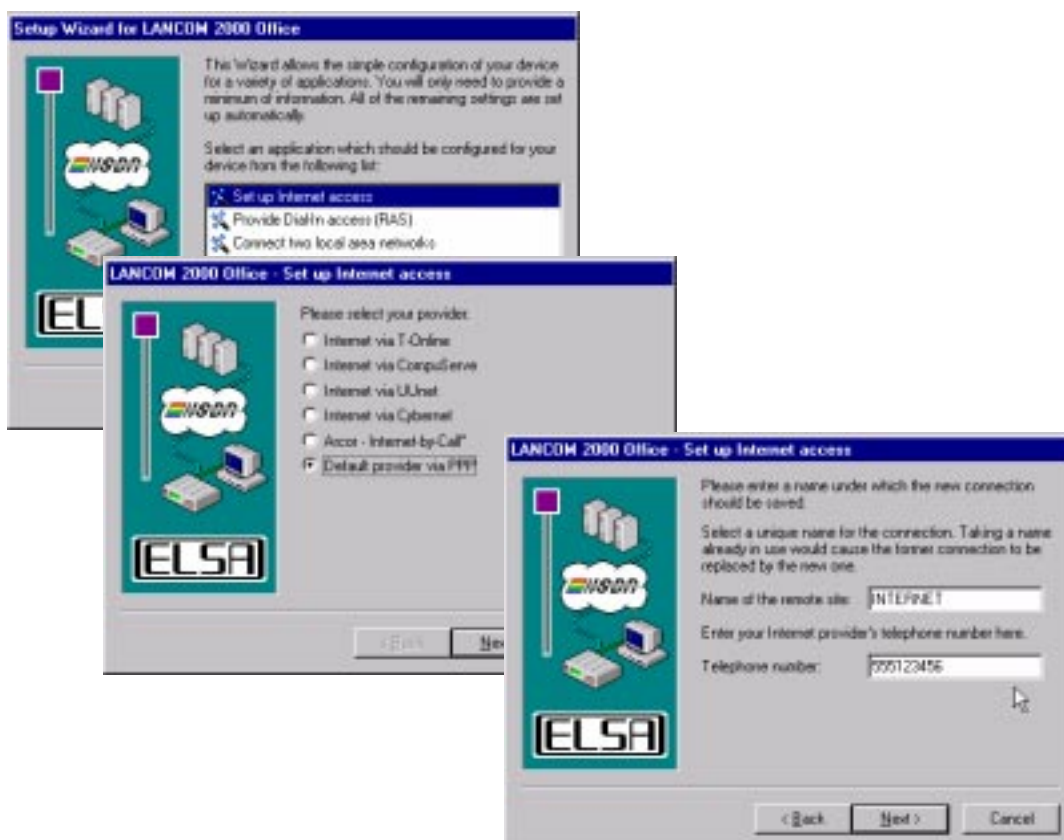 Setup Wizard for LANCOM 2000 Office
This Wizard allows the simple configuration of your device
for a variety of applications. You will only need to provide a
minimum of information. All of the remaining settings are set
up automatically.
Select an application which should be configured for your
device from the following list:
Set up Internet access
Provide Dial-In access (RAS)
Connect two local area networks
ISDN
EL
LANCOM 2000 Office - Set up Internet access
Please select your provider:
Internet via T-Online
Internet via CompuServe
Internet via UUnet
Internet via Cybernet
Arcor - Internet-by-Call"
Default provider via PPP
ISDN
ELSA
< Back
Nex
LANCOM 2000 Office - Set up Internet access
Please enter a name under which the new connection
should be saved.
Select a unique name for the connection. Taking a name
already in use would cause the former connection to be
replaced by the new one.
Name of the remote site: INTERNET
Enter your Internet provider's telephone number here.
Telephone number: 555123456
ISDN
ELSA
< Back
Next >
Cancel